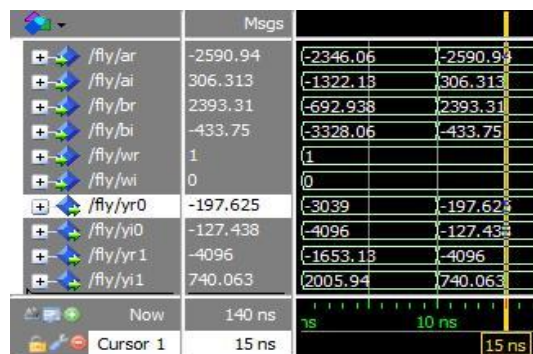 Msgs
/fly/ar -2590.94 -2346.06 -2590.94
/fly/ai 306.313 -1322.13 306.313
/fly/br 2393.31 -692.938 2393.31
/fly/bi -433.75 -3328.06 -433.75
/fly/wr 1 1
/fly/wi 0 0
/fly/yr0 -197.625 -3039 -197.62
/fly/yi0 -127.438 -4096 -127.43
/fly/yr1 -4096 -1653.13 -4096
/fly/yi1 740.063 2005.94 740.063
Now 140 ns ns 10 ns
Cursor 1 15 ns 15 ns